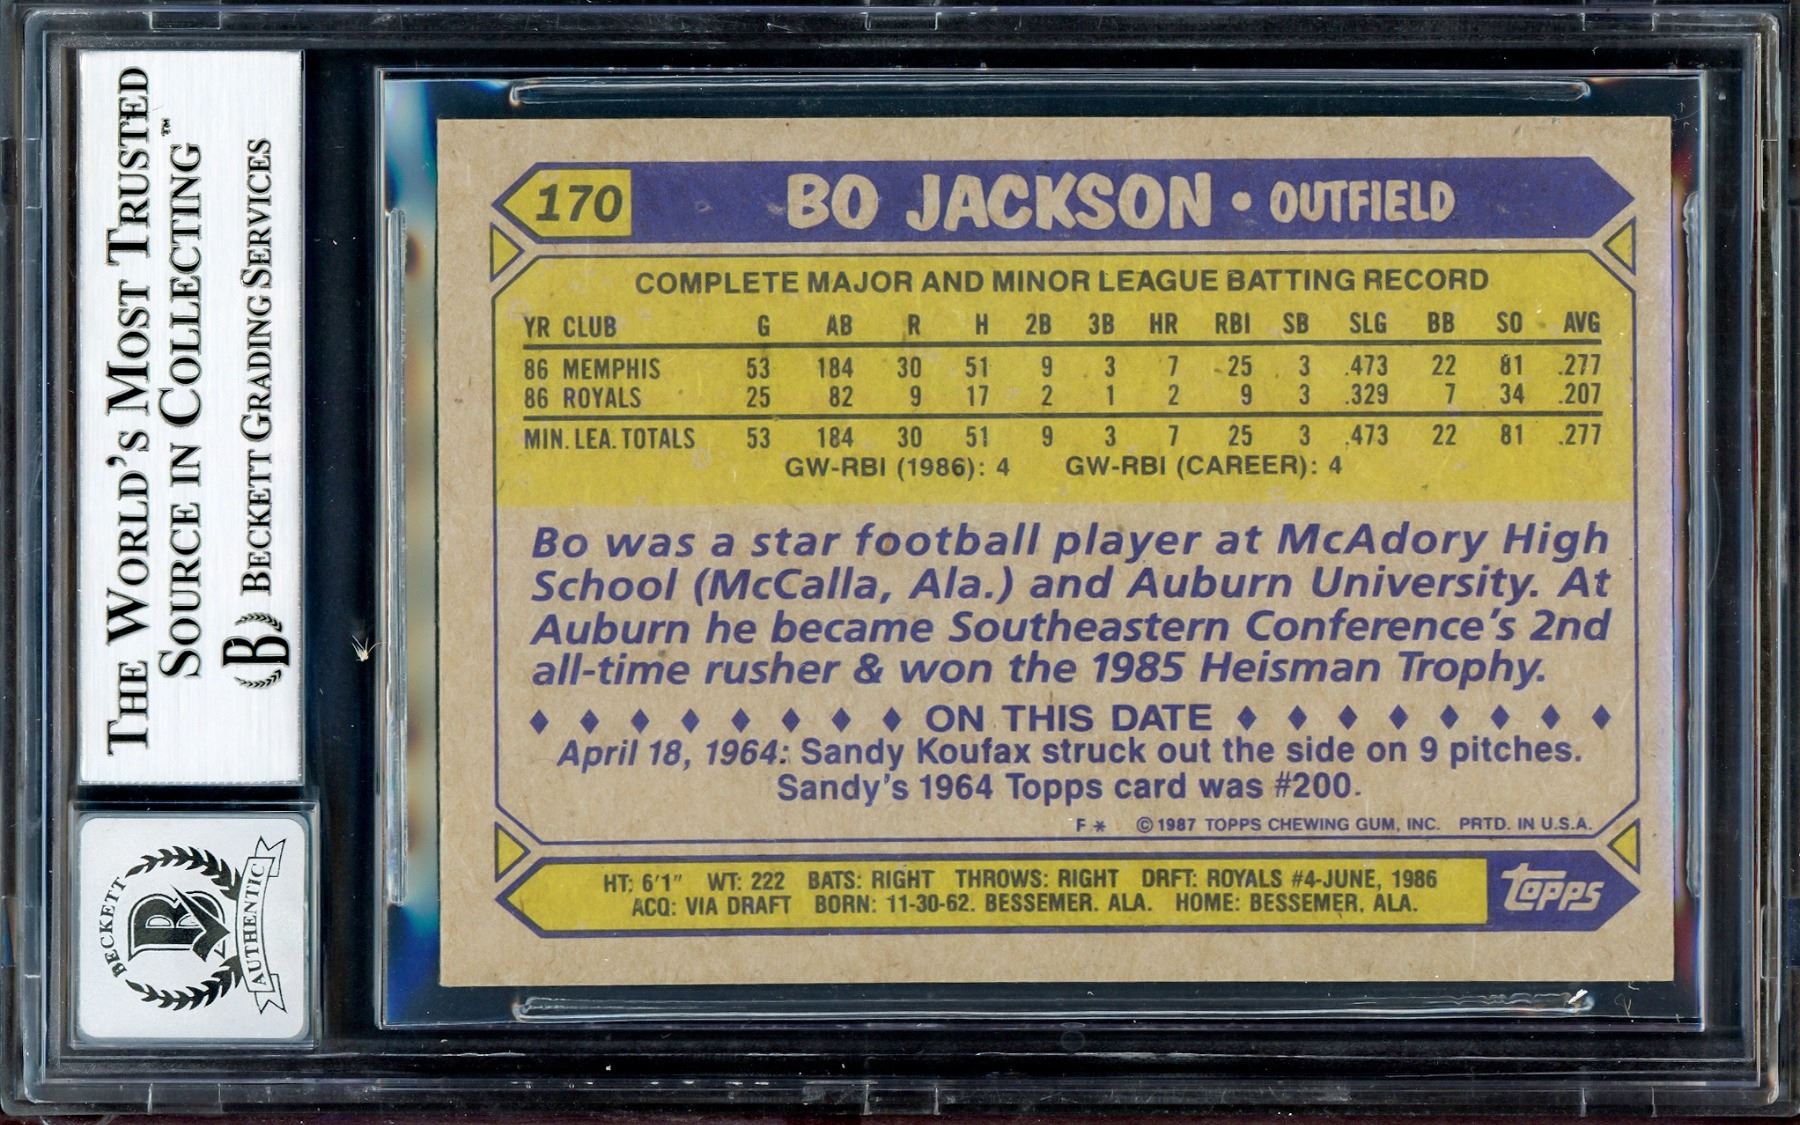 THE WORLD'S MOST TRUSTED
SOURCE IN COLLECTING™
B BECKETT GRADING SERVICES
BECKETT
B
AUTHENTIC
170 BO JACKSON • OUTFIELD
COMPLETE MAJOR AND MINOR LEAGUE BATTING RECORD
YR CLUB G AB R H 2B 3B HR RBI SB SLG BB SO AVG
86 MEMPHIS 53 184 30 51 9 3 7 25 3 .473 22 81 .277
86 ROYALS 25 82 9 17 2 1 2 9 3 .329 7 34 .207
MIN. LEA. TOTALS 53 184 30 51 9 3 7 25 3 .473 22 81 .277
GW-RBI (1986): 4 GW-RBI (CAREER): 4
Bo was a star football player at McAdory High
School (McCalla, Ala.) and Auburn University. At
Auburn he became Southeastern Conference's 2nd
all-time rusher & won the 1985 Heisman Trophy.
♦ ♦ ♦ ♦ ♦ ♦ ♦ ♦ ON THIS DATE ♦ ♦ ♦ ♦ ♦ ♦ ♦ ♦
April 18, 1964: Sandy Koufax struck out the side on 9 pitches.
Sandy's 1964 Topps card was #200.
F * © 1987 TOPPS CHEWING GUM, INC. PRTD. IN U.S.A.
HT: 6'1" WT: 222 BATS: RIGHT THROWS: RIGHT DRFT: ROYALS #4-JUNE, 1986
ACQ: VIA DRAFT BORN: 11-30-62. BESSEMER. ALA. HOME: BESSEMER, ALA.
topps